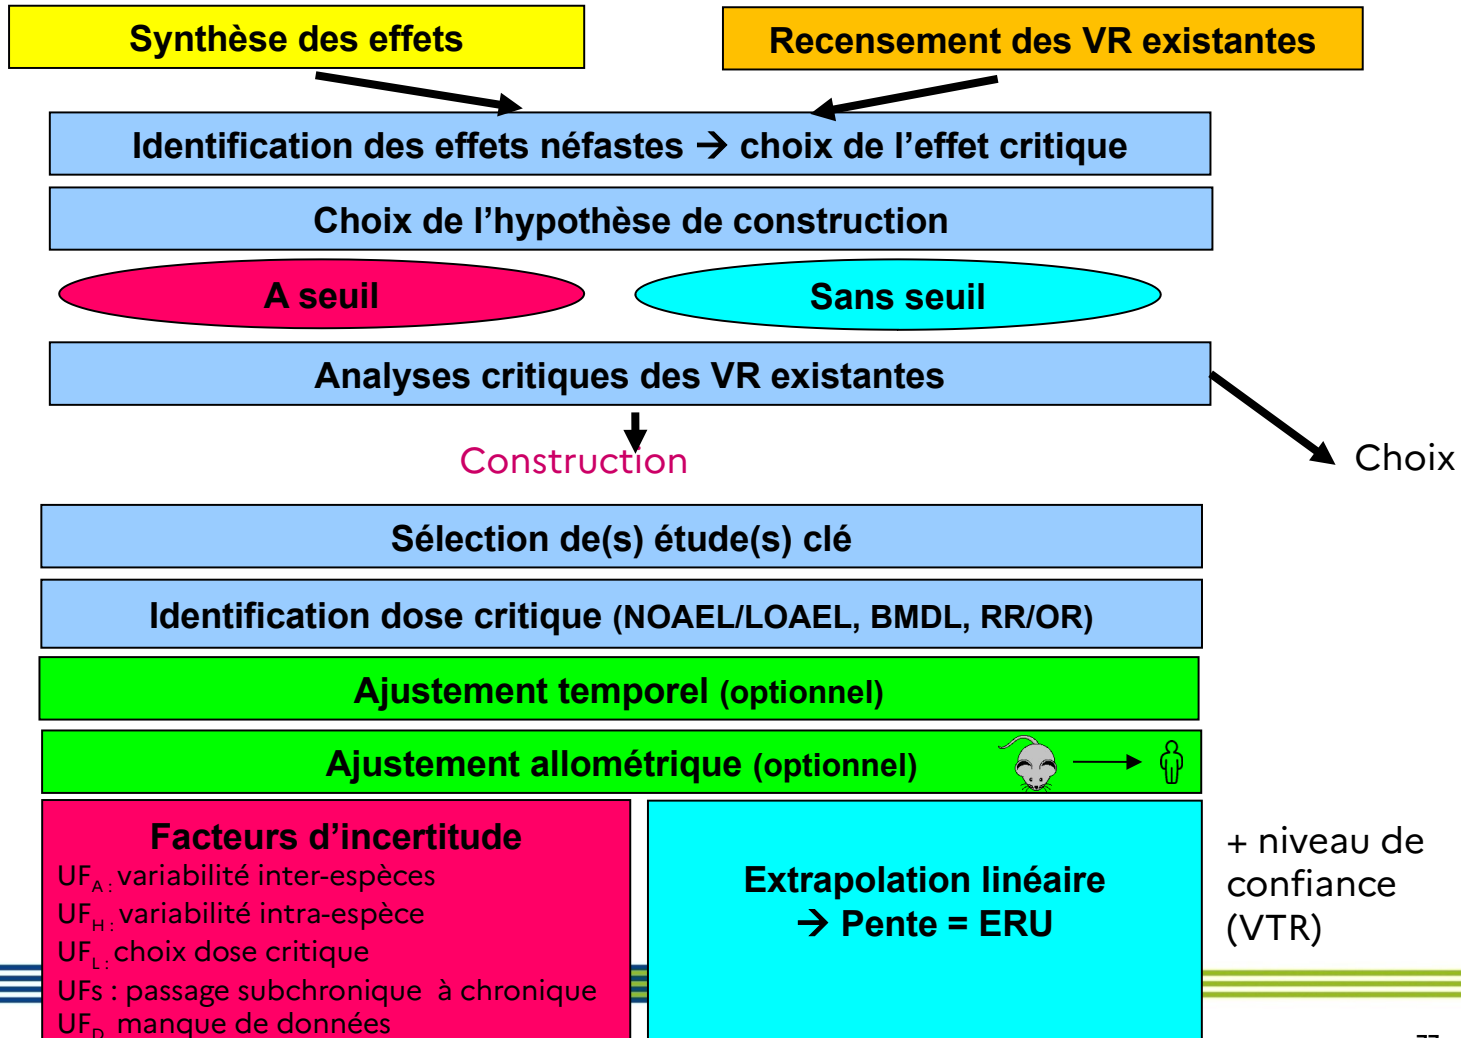 Synthèse des effets
Recensement des VR existantes
Identification des effets néfastes → choix de l’effet critique
Choix de l’hypothèse de construction
A seuil
Sans seuil
Analyses critiques des VR existantes
Construction
Choix
Sélection de(s) étude(s) clé
Identification dose critique (NOAEL/LOAEL, BMDL, RR/OR)
Ajustement temporel (optionnel)
Ajustement allométrique (optionnel)
Facteurs d’incertitude
UFA : variabilité inter-espèces
UFH : variabilité intra-espèce
UFL : choix dose critique
UFs : passage subchronique à chronique
UFD manque de données
Extrapolation linéaire
→ Pente = ERU
+ niveau de
confiance
(VTR)